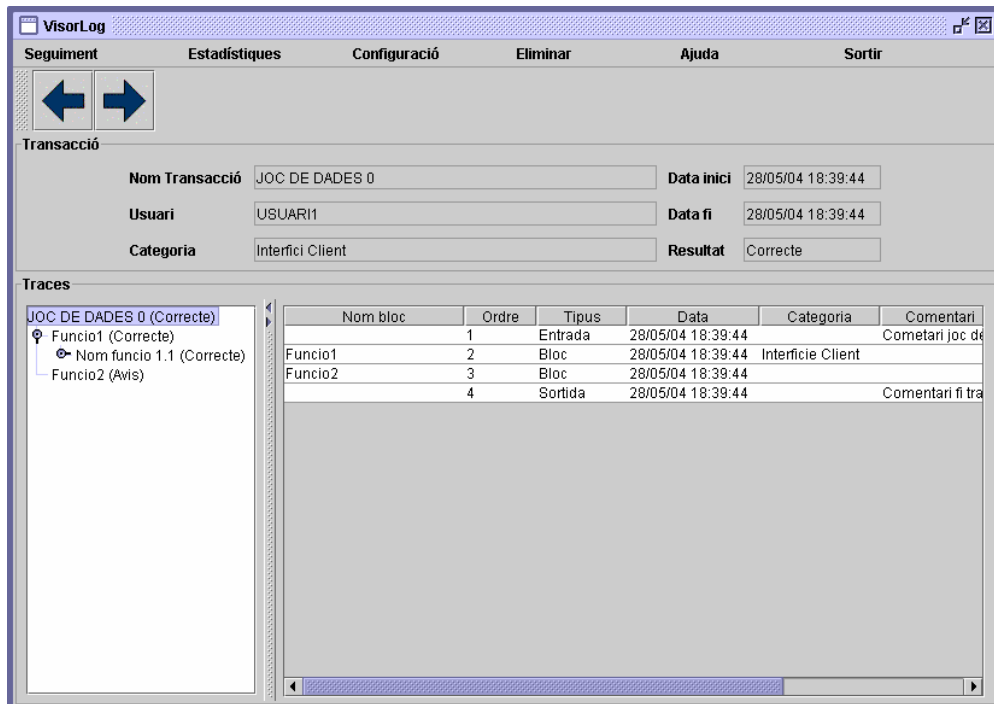 VisorLog
Seguiment Estadístiques Configuració Eliminar Ajuda Sortir
Transacció
Nom Transacció JOC DE DADES 0 Data inici 28/05/04 18:39:44
Usuari USUARI1 Data fi 28/05/04 18:39:44
Categoria Interfici Client Resultat Correcte
Traces
JOC DE DADES 0 (Correcte)
Funcio1 (Correcte)
Nom funcio 1.1 (Correcte)
Funcio2 (Avis)
Nom bloc Ordre Tipus Data Categoria Comentari
1 Entrada 28/05/04 18:39:44 Cometari joc de
Funcio1 2 Bloc 28/05/04 18:39:44 Interficie Client
Funcio2 3 Bloc 28/05/04 18:39:44
4 Sortida 28/05/04 18:39:44 Comentari fi tra